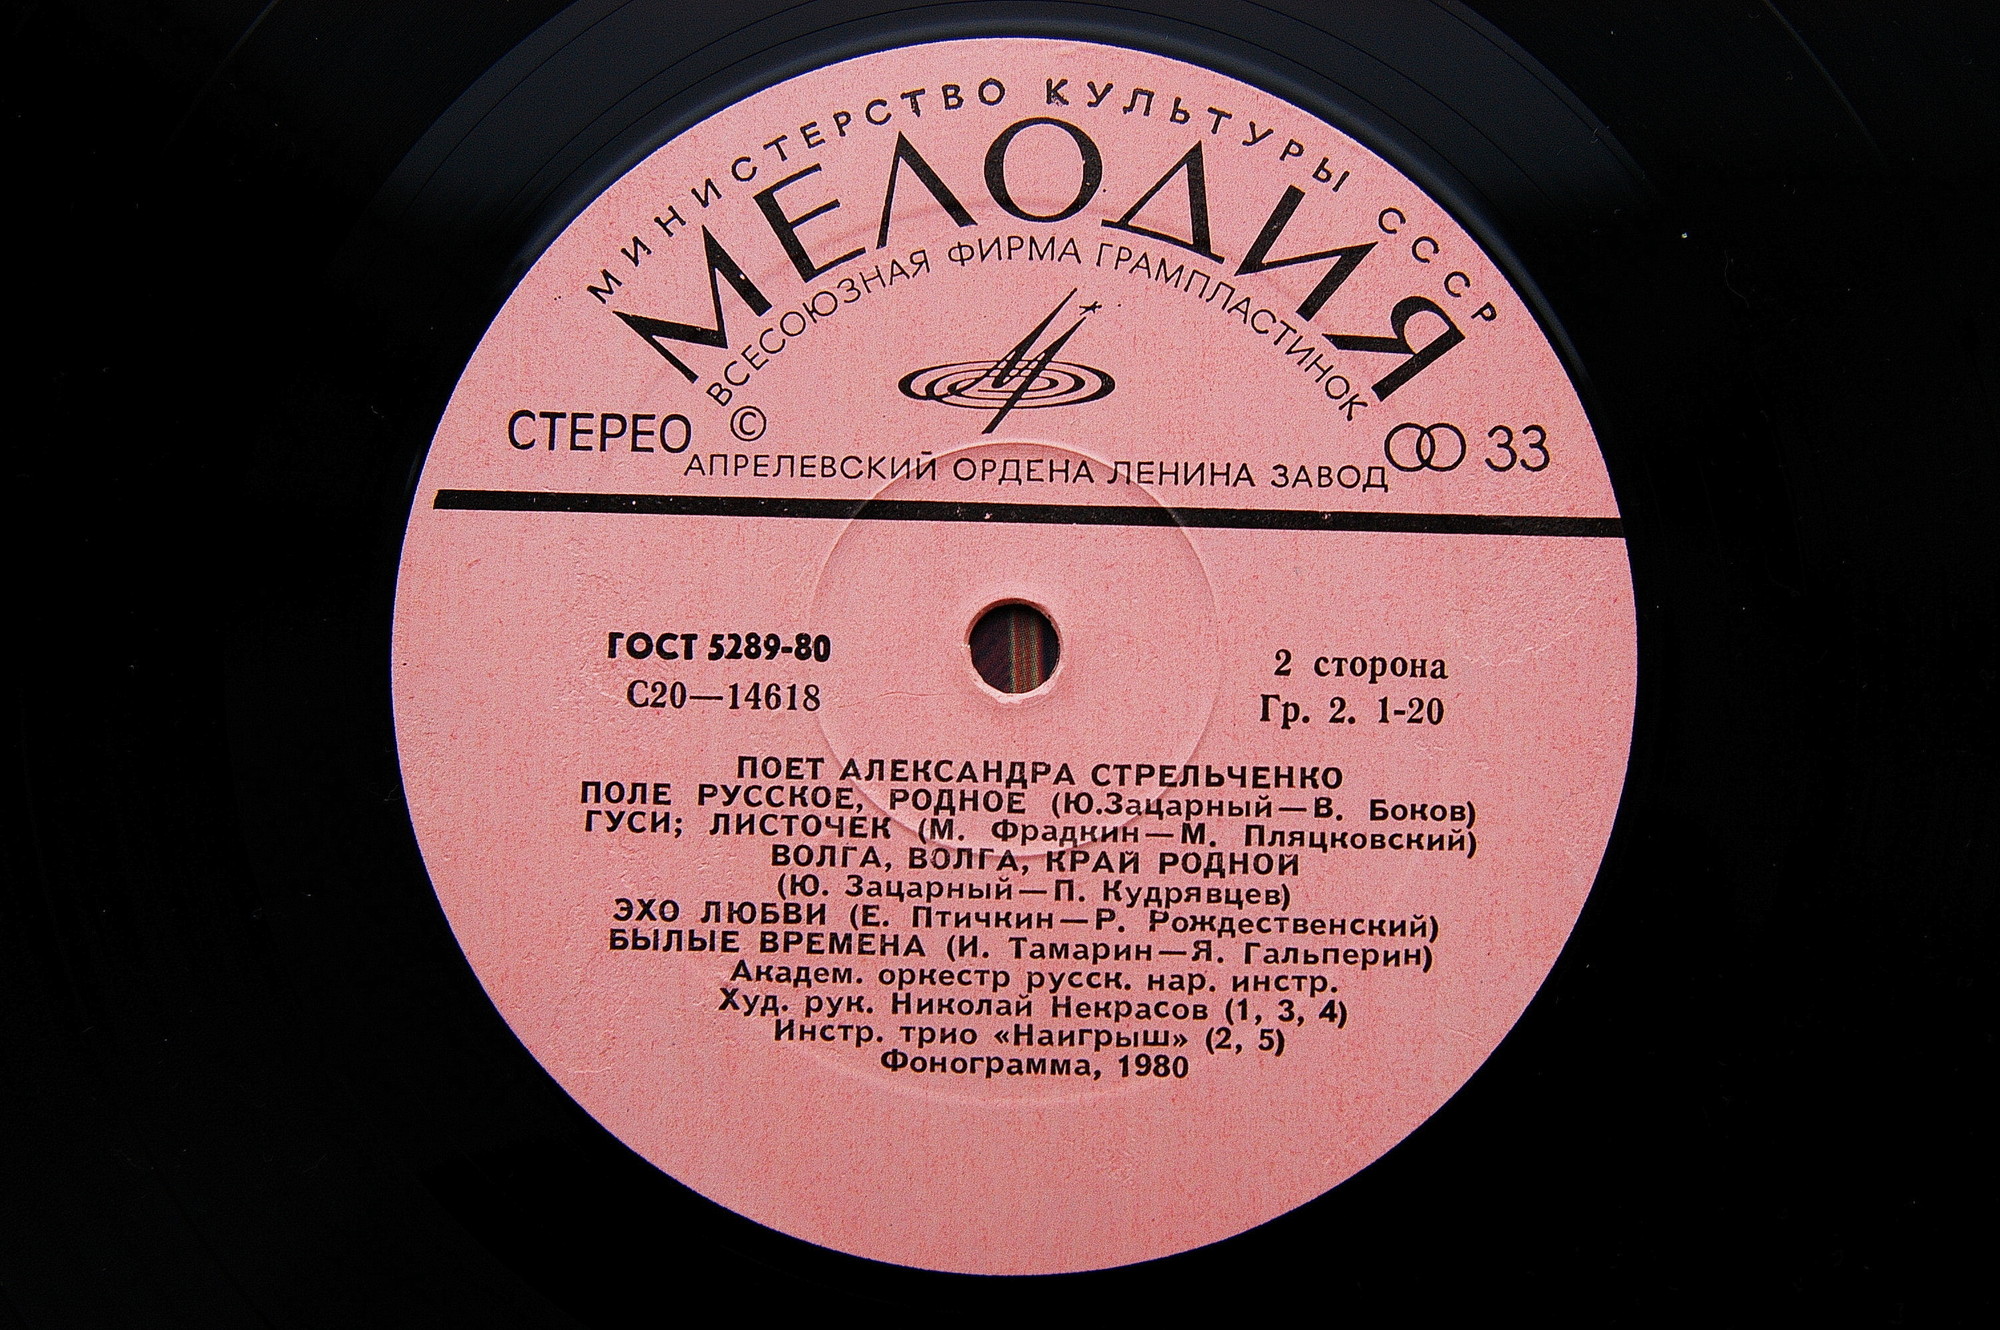 МИНИСТЕРСТВО КУЛЬТУРЫ СССР
МЕЛОДИЯ
ВСЕСОЮЗНАЯ ФИРМА ГРАМПЛАСТИНОК
СТЕРЕО © 33
АПРЕЛЕВСКИЙ ОРДЕНА ЛЕНИНА ЗАВОД
ГОСТ 5289-80
С20—14618
2 сторона
Гр. 2. 1-20
ПОЕТ АЛЕКСАНДРА СТРЕЛЬЧЕНКО
ПОЛЕ РУССКОЕ, РОДНОЕ (Ю.Зацарный—В. Боков)
ГУСИ; ЛИСТОЧЕК (М. Фрадкин—М. Пляцковский)
ВОЛГА, ВОЛГА, КРАЙ РОДНОЙ
(Ю. Зацарный—П. Кудрявцев)
ЭХО ЛЮБВИ (Е. Птичкин—Р. Рождественский)
БЫЛЫЕ ВРЕМЕНА (И. Тамарин—Я. Гальперин)
Академ. оркестр русск. нар. инстр.
Худ. рук. Николай Некрасов (1, 3, 4)
Инстр. трио «Наигрыш» (2, 5)
Фонограмма, 1980